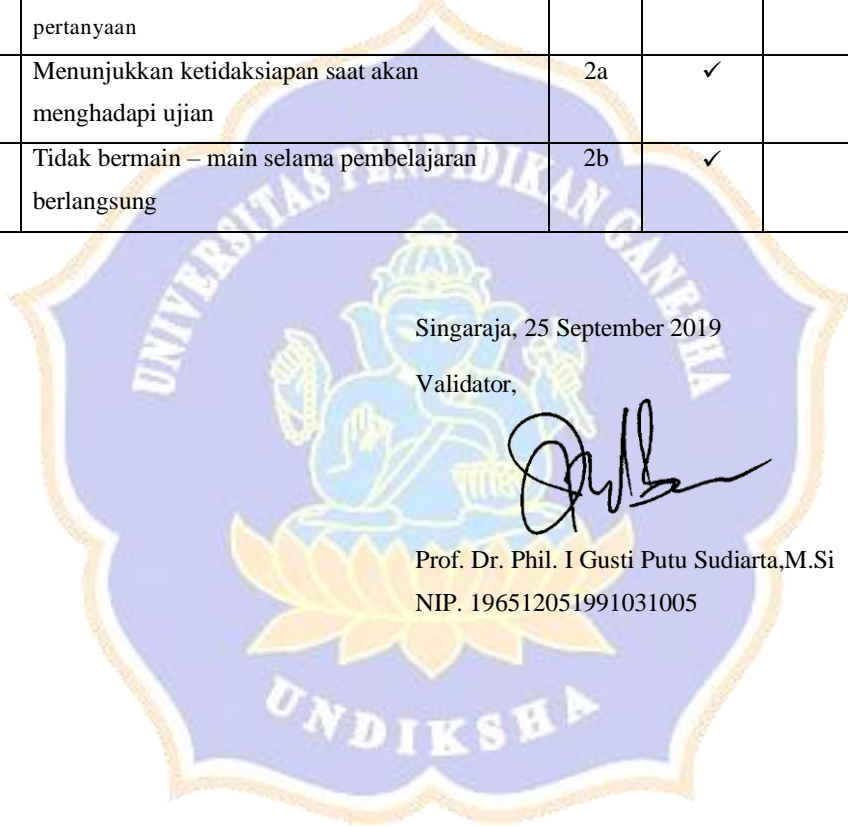 pertanyaan
Menunjukkan ketidaksiapan saat akan 2a ✓
menghadapi ujian
Tidak bermain – main selama pembelajaran 2b ✓
berlangsung
UNIVERSITAS PENDIDIKAN GANESHA
Singaraja, 25 September 2019
Validator,
Prof. Dr. Phil. I Gusti Putu Sudiarta,M.Si
NIP. 196512051991031005
UNDIKSHA